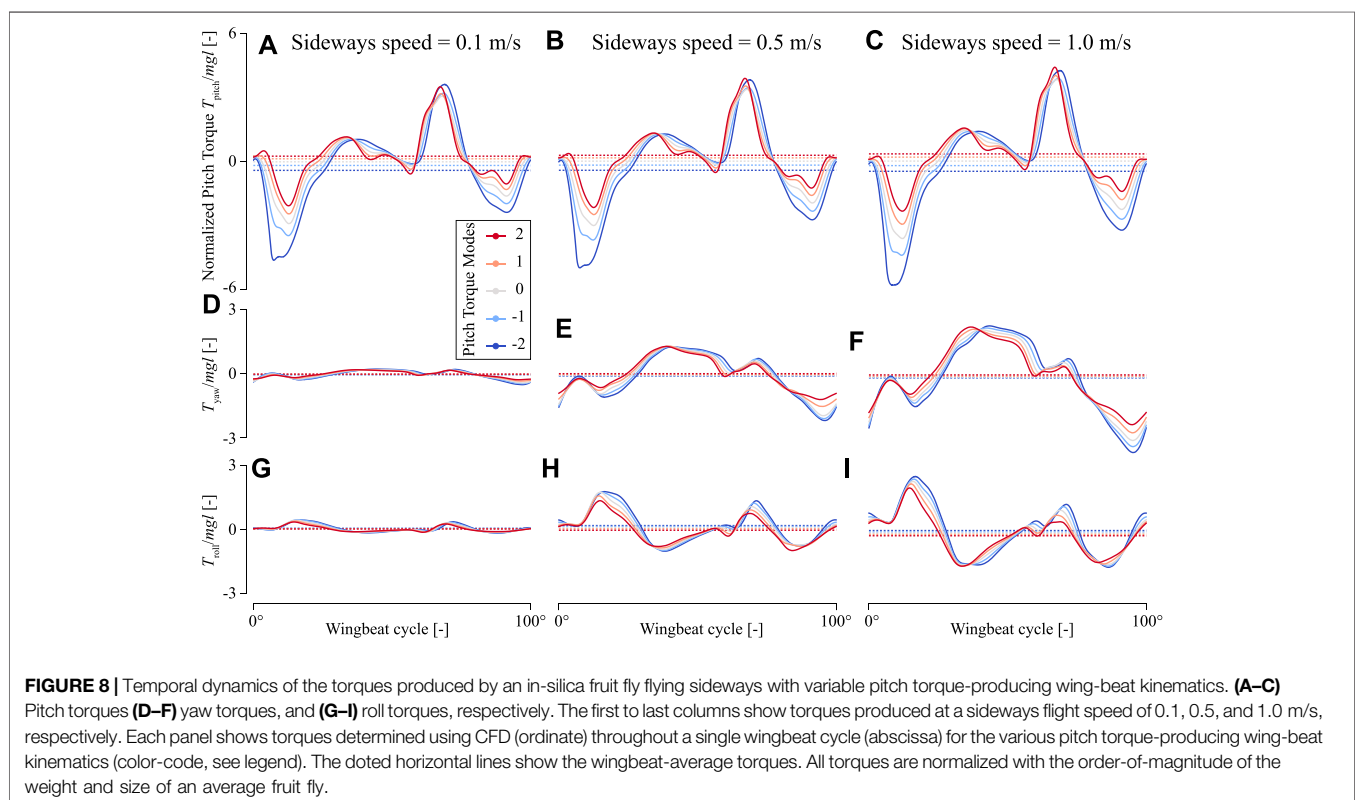 A Sideways speed = 0.1 m/s
B Sideways speed = 0.5 m/s
C Sideways speed = 1.0 m/s
Normalized Pitch Torque Tpitch/mgl [-]
6
0
-6
Pitch Torque Modes
2
1
0
-1
-2
D
E
F
Tyaw/mgl [-]
3
0
-3
G
H
I
Troll/mgl [-]
3
0
-3
0° Wingbeat cycle [-] 100°
0° Wingbeat cycle [-] 100°
0° Wingbeat cycle [-] 100°
FIGURE 8 | Temporal dynamics of the torques produced by an in-silica fruit fly flying sideways with variable pitch torque-producing wing-beat kinematics. (A–C)
Pitch torques (D–F) yaw torques, and (G–I) roll torques, respectively. The first to last columns show torques produced at a sideways flight speed of 0.1, 0.5, and 1.0 m/s,
respectively. Each panel shows torques determined using CFD (ordinate) throughout a single wingbeat cycle (abscissa) for the various pitch torque-producing wing-beat
kinematics (color-code, see legend). The doted horizontal lines show the wingbeat-average torques. All torques are normalized with the order-of-magnitude of the
weight and size of an average fruit fly.